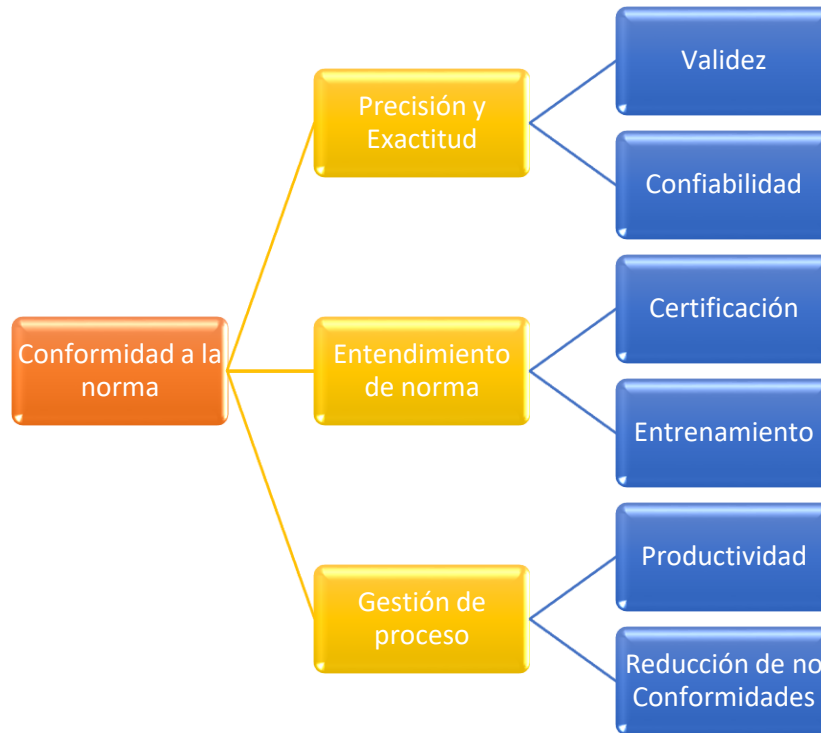 Validez
Precisión y
Exactitud
Confiabilidad
Certificación
Conformidad a la
norma
Entendimiento
de norma
Entrenamiento
Productividad
Gestión de
proceso
Reducción de no
Conformidades